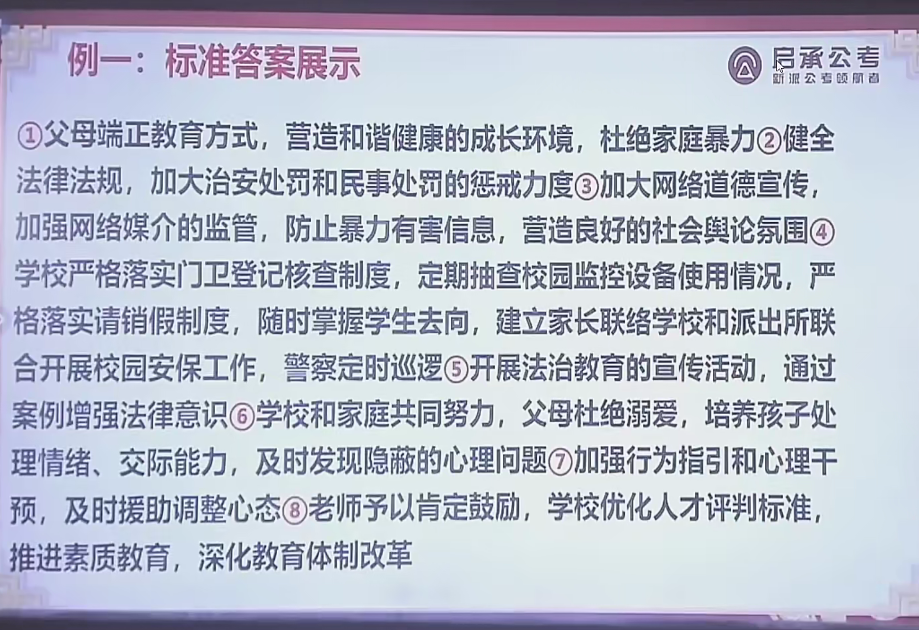 例一：标准答案展示
启承公考
新派公考领航者
①父母端正教育方式，营造和谐健康的成长环境，杜绝家庭暴力②健全
法律法规，加大治安处罚和民事处罚的惩戒力度③加大网络道德宣传，
加强网络媒介的监管，防止暴力有害信息，营造良好的社会舆论氛围④
学校严格落实门卫登记核查制度，定期抽查校园监控设备使用情况，严
格落实请销假制度，随时掌握学生去向，建立家长联络学校和派出所联
合开展校园安保工作，警察定时巡逻⑤开展法治教育的宣传活动，通过
案例增强法律意识⑥学校和家庭共同努力，父母杜绝溺爱，培养孩子处
理情绪、交际能力，及时发现隐蔽的心理问题⑦加强行为指引和心理干
预，及时援助调整心态⑧老师予以肯定鼓励，学校优化人才评判标准，
推进素质教育，深化教育体制改革